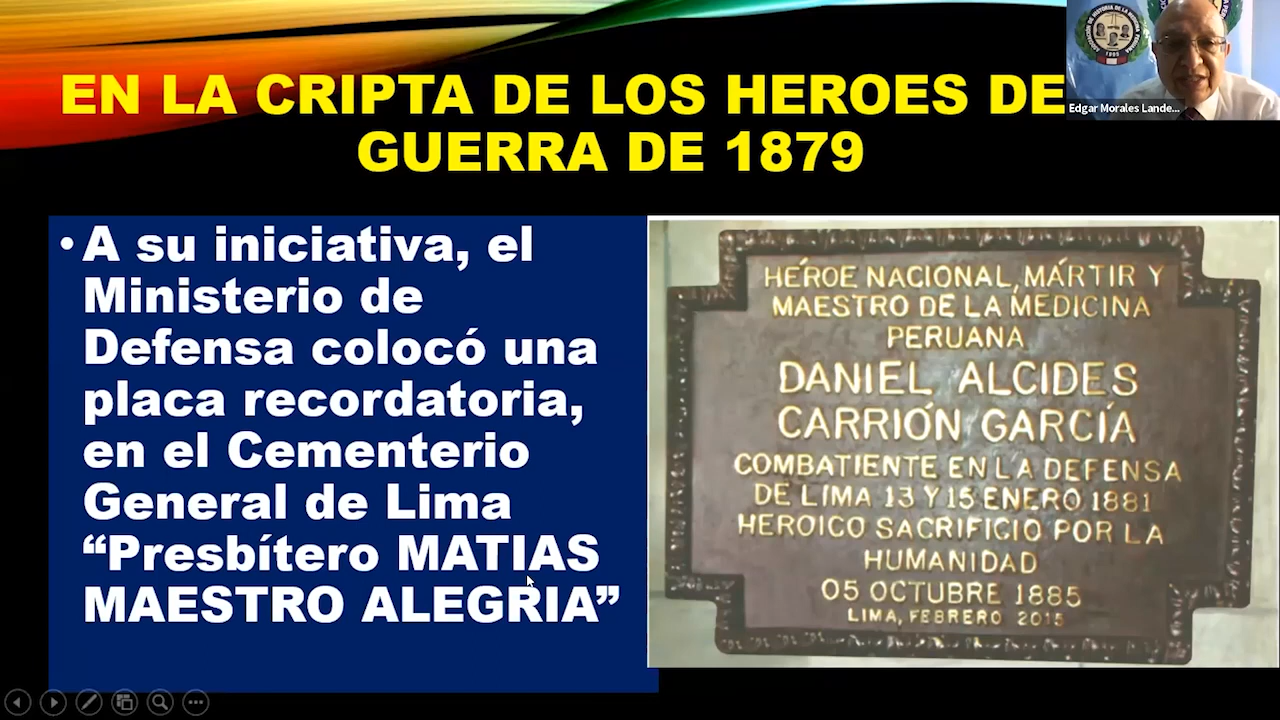 EN LA CRIPTA DE LOS HEROES DE
GUERRA DE 1879
Edgar Morales Lande...
• A su iniciativa, el
Ministerio de
Defensa colocó una
placa recordatoria,
en el Cementerio
General de Lima
“Presbítero MATIAS
MAESTRO ALEGRIA”
HÉROE NACIONAL, MÁRTIR Y
MAESTRO DE LA MEDICINA
PERUANA
DANIEL ALCIDES
CARRIÓN GARCÍA
COMBATIENTE EN LA DEFENSA
DE LIMA 13 Y 15 ENERO 1881
HEROICO SACRIFICIO POR LA
HUMANIDAD
05 OCTUBRE 1885
LIMA, FEBRERO 2015